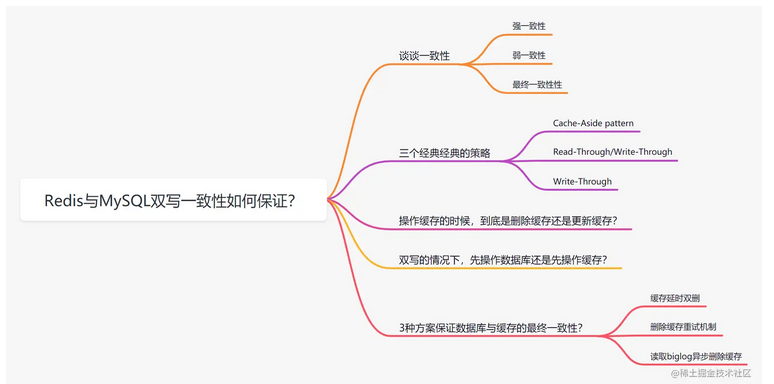 Redis与MySQL双写一致性如何保证？
谈谈一致性
强一致性
弱一致性
最终一致性性
三个经典经典的策略
Cache-Aside pattern
Read-Through/Write-Through
Write-Through
操作缓存的时候，到底是删除缓存还是更新缓存？
双写的情况下，先操作数据库还是先操作缓存？
3种方案保证数据库与缓存的最终一致性？
缓存延时双删
删除缓存重试机制
读取biglog异步删除缓存
@稀土掘金技术社区